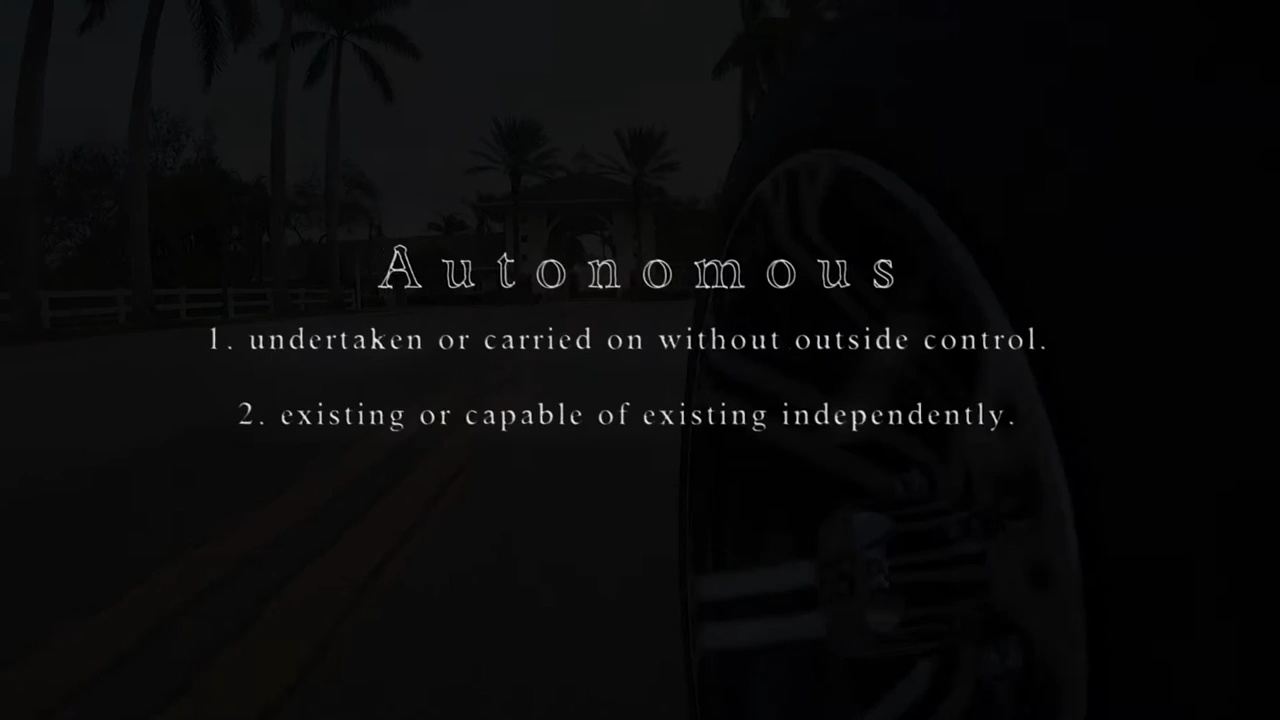 Autonomous
1. undertaken or carried on without outside control.
2. existing or capable of existing independently.